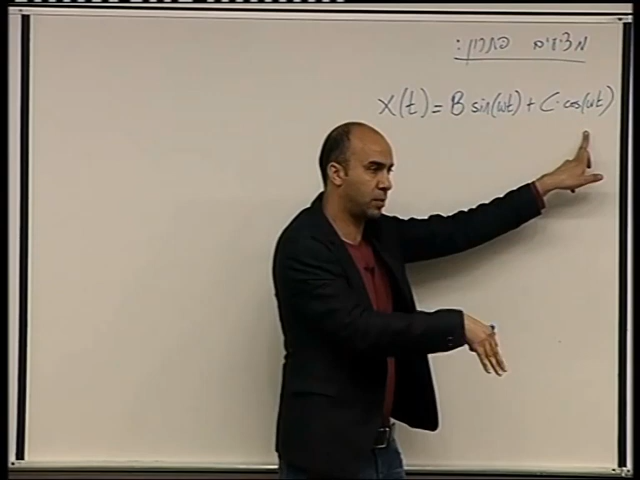 מציעים פתרון:
X(t) = B sin(ωt) + C·cos(ωt)